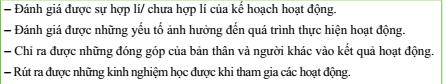 – Đánh giá được sự hợp lí/ chưa hợp lí của kế hoạch hoạt động.
– Đánh giá được những yếu tố ảnh hưởng đến quá trình thực hiện hoạt động.
– Chỉ ra được những đóng góp của bản thân và người khác vào kết quả hoạt động.
– Rút ra được những kinh nghiệm học được khi tham gia các hoạt động.